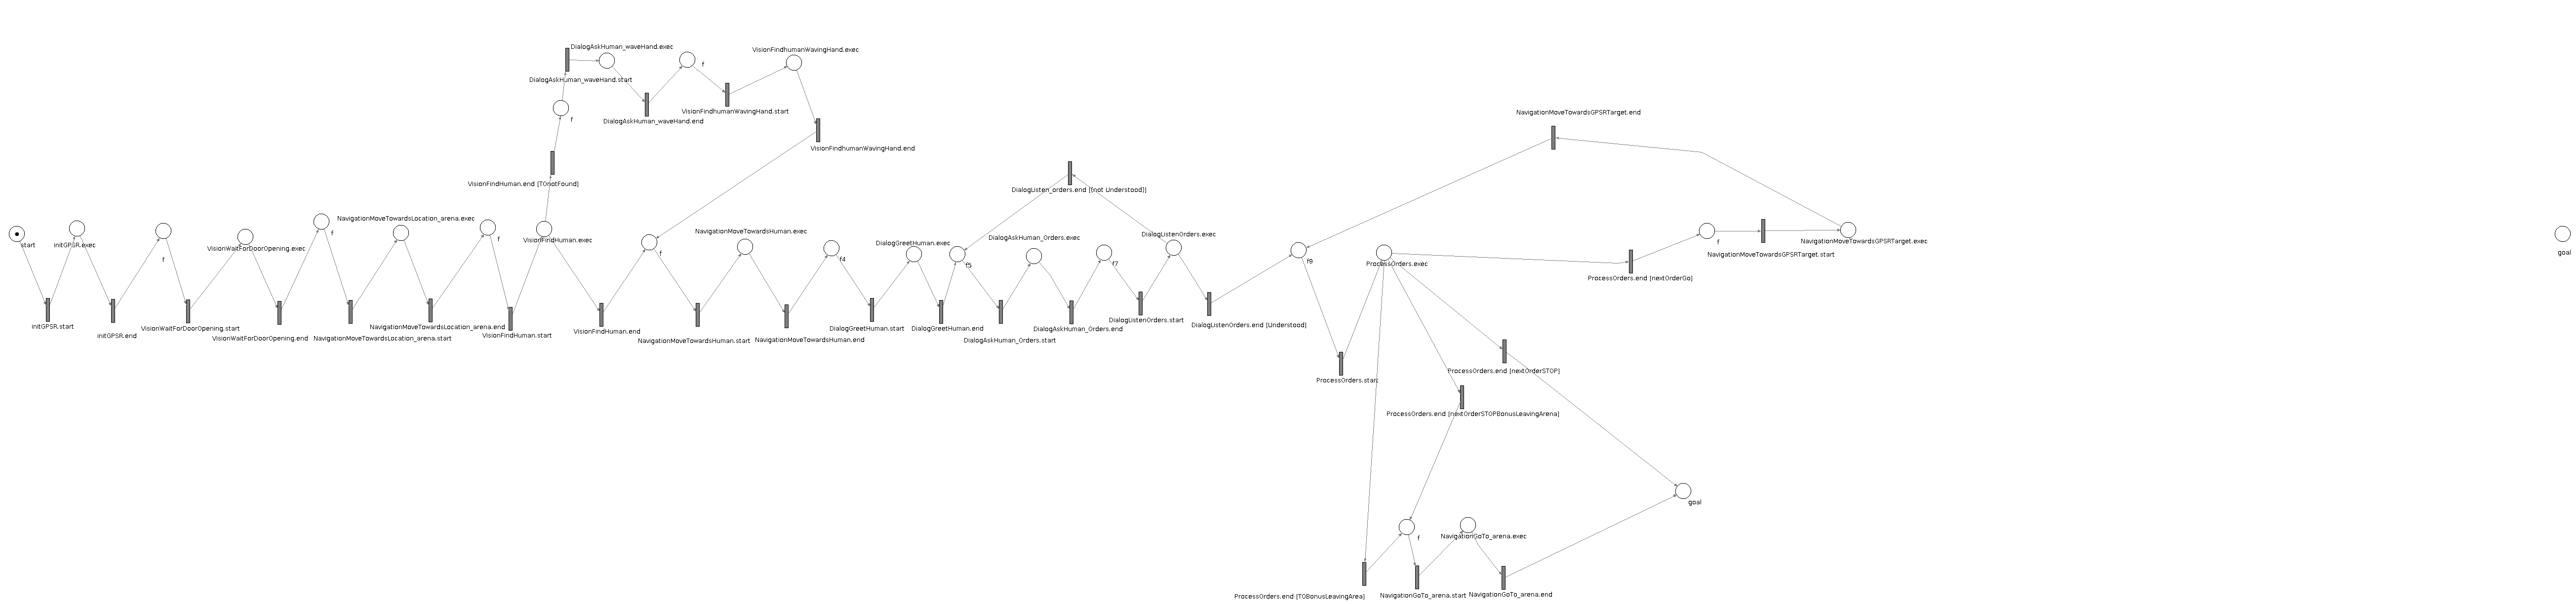 DialogAskHuman_waveHand.exec
VisionFindhumanWavingHand.exec
f
DialogAskHuman_waveHand.start
VisionFindhumanWavingHand.start
NavigationMoveTowardsGPSRTarget.end
f
DialogAskHuman_waveHand.end
VisionFindhumanWavingHand.end
VisionFindHuman.end [TOnotFound]
DialogListen_orders.end [(not Understood)]
NavigationMoveTowardsLocation_arena.exec
NavigationMoveTowardsHuman.exec
f
DialogListenOrders.exec
DialogAskHuman_Orders.exec
f
VisionFindHuman.exec
NavigationMoveTowardsGPSRTarget.exec
f
start
initGPSR.exec
DialogGreetHuman.exec
VisionWaitForDoorOpening.exec
f
goal
NavigationMoveTowardsGPSRTarget.start
f
f4
f9
f7
ProcessOrders.exec
f5
ProcessOrders.end [nextOrderGo]
DialogListenOrders.start
DialogListenOrders.end [Understood]
initGPSR.start
NavigationMoveTowardsLocation_arena.end
VisionWaitForDoorOpening.start
DialogGreetHuman.start
DialogGreetHuman.end
DialogAskHuman_Orders.end
VisionFindHuman.end
initGPSR.end
VisionFindHuman.start
VisionWaitForDoorOpening.end
NavigationMoveTowardsLocation_arena.start
NavigationMoveTowardsHuman.end
NavigationMoveTowardsHuman.start
DialogAskHuman_Orders.start
ProcessOrders.end [nextOrderSTOP]
ProcessOrders.start
ProcessOrders.end [nextOrderSTOPBonusLeavingArena]
goal
NavigationGoTo_arena.exec
f
NavigationGoTo_arena.end
NavigationGoTo_arena.start
ProcessOrders.end [TOBonusLeavingArea]